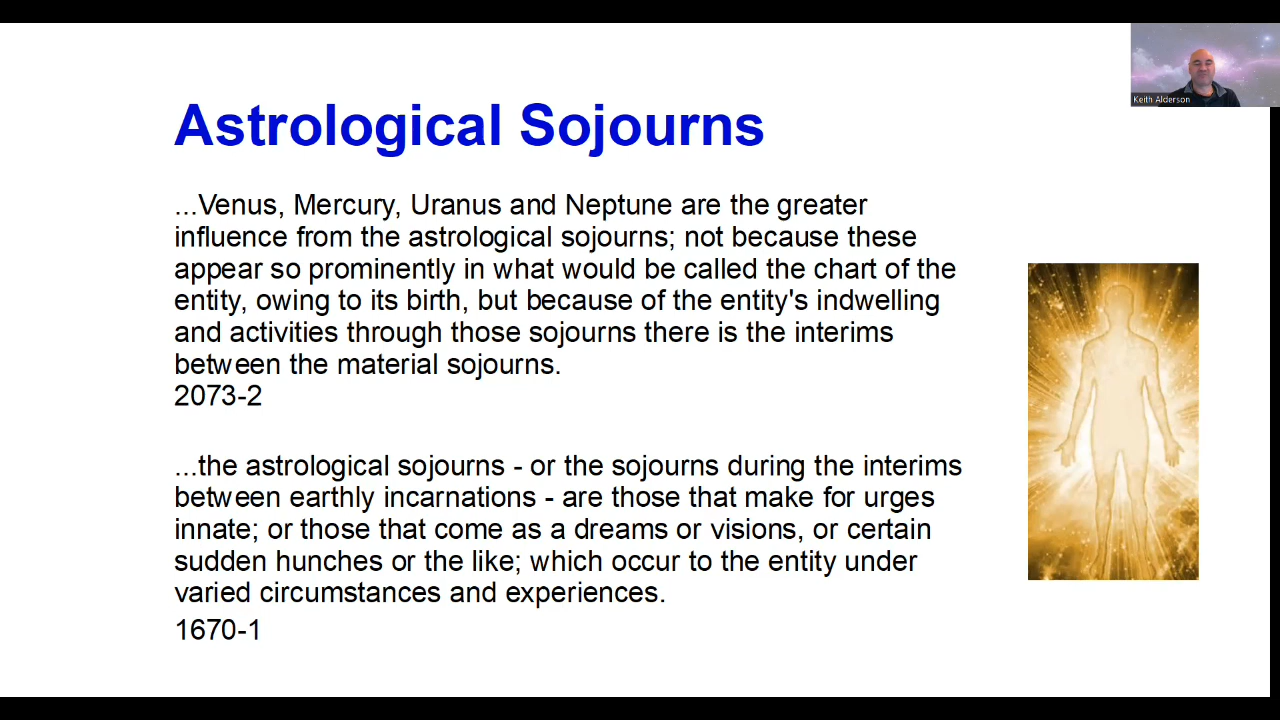 Keith Alderson
Astrological Sojourns
...Venus, Mercury, Uranus and Neptune are the greater
influence from the astrological sojourns; not because these
appear so prominently in what would be called the chart of the
entity, owing to its birth, but because of the entity's indwelling
and activities through those sojourns there is the interims
between the material sojourns.
2073-2
...the astrological sojourns - or the sojourns during the interims
between earthly incarnations - are those that make for urges
innate; or those that come as a dreams or visions, or certain
sudden hunches or the like; which occur to the entity under
varied circumstances and experiences.
1670-1